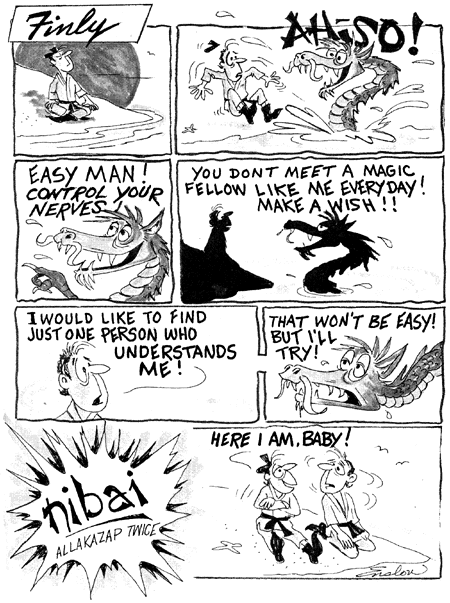 Finly
AH-SO!
EASY MAN!
CONTROL YOUR
NERVES!
YOU DONT MEET A MAGIC
FELLOW LIKE ME EVERYDAY!
MAKE A WISH!!
I WOULD LIKE TO FIND
JUST ONE PERSON WHO
UNDERSTANDS
ME!
THAT WON'T BE EASY!
BUT I'LL
TRY!
nibai
ALLAKAZAP TWICE
HERE I AM, BABY!